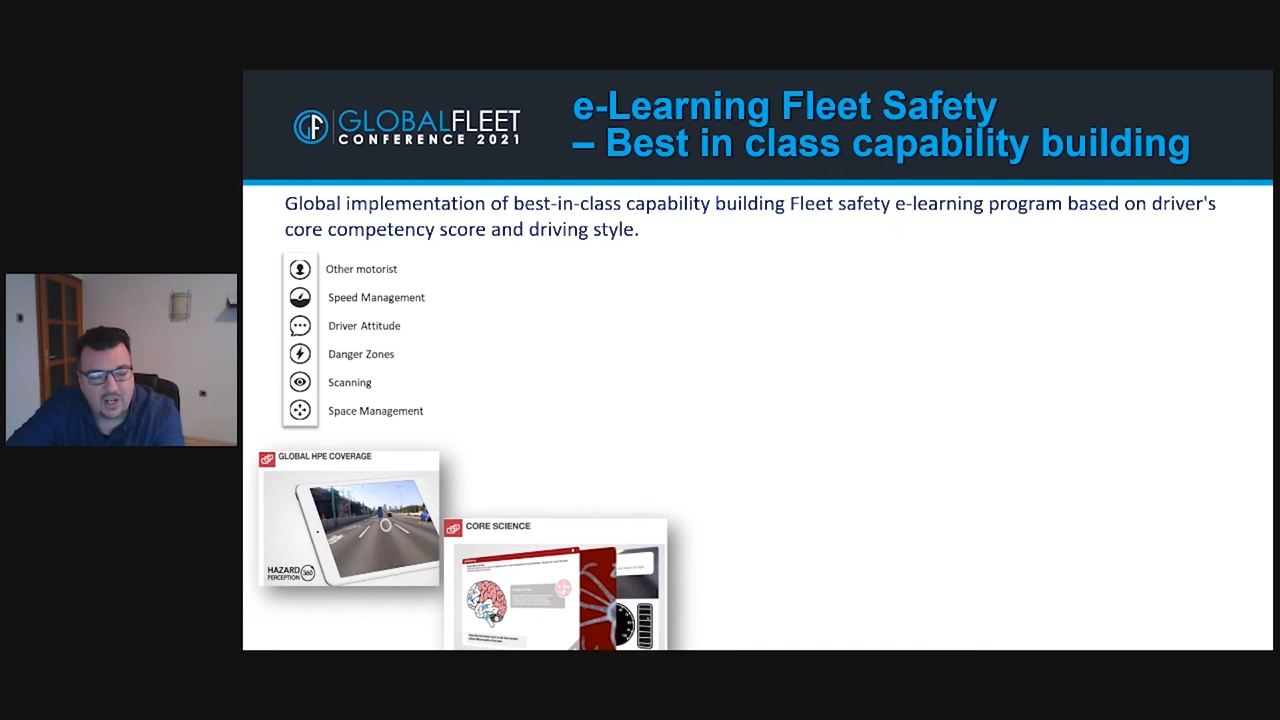 GF GLOBALFLEET
CONFERENCE 2021
e-Learning Fleet Safety
– Best in class capability building
Global implementation of best-in-class capability building Fleet safety e-learning program based on driver's
core competency score and driving style.
Other motorist
Speed Management
Driver Attitude
Danger Zones
Scanning
Space Management
GLOBAL HPE COVERAGE
HAZARD
PERCEPTION 360
CORE SCIENCE